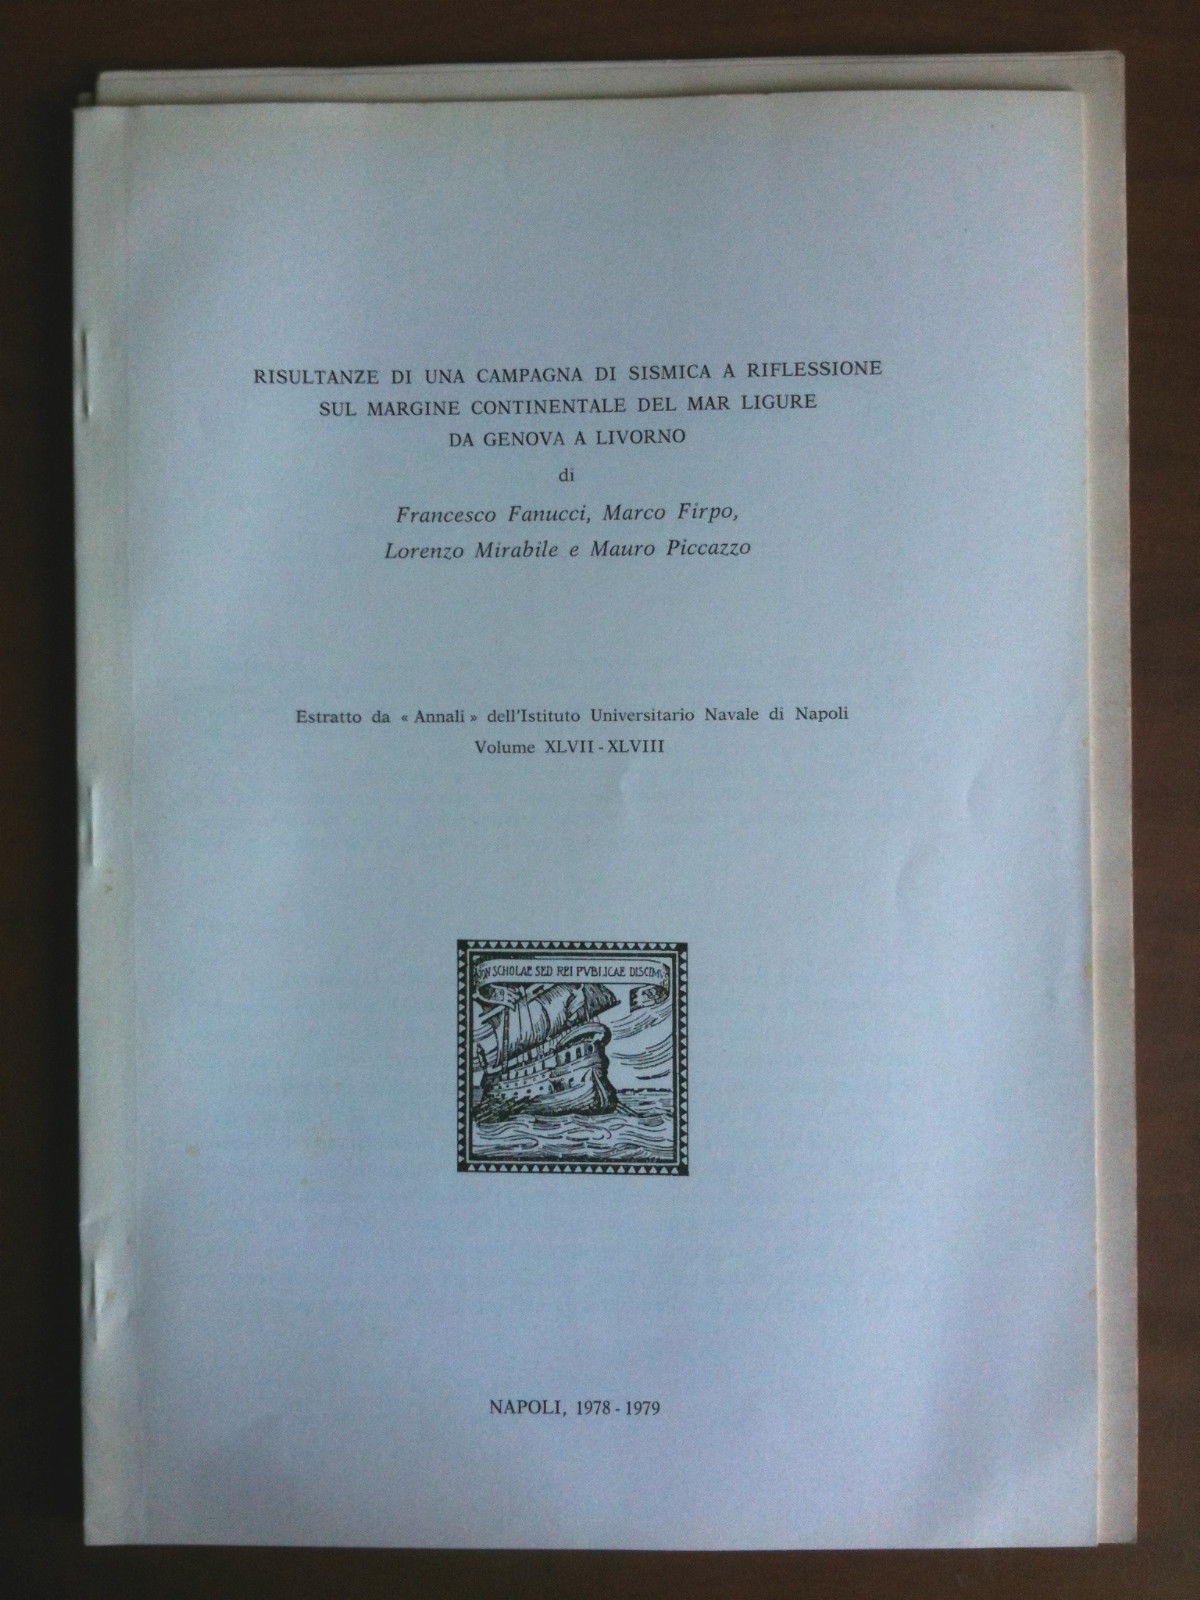 RISULTANZE DI UNA CAMPAGNA DI SISMICA A RIFLESSIONE
SUL MARGINE CONTINENTALE DEL MAR LIGURE
DA GENOVA A LIVORNO
di
Francesco Fanucci, Marco Firpo,
Lorenzo Mirabile e Mauro Piccazzo
Estratto da « Annali » dell'Istituto Universitario Navale di Napoli
Volume XLVII - XLVIII
SCHOLAE SED REI PVBLICAE
NAPOLI, 1978 - 1979